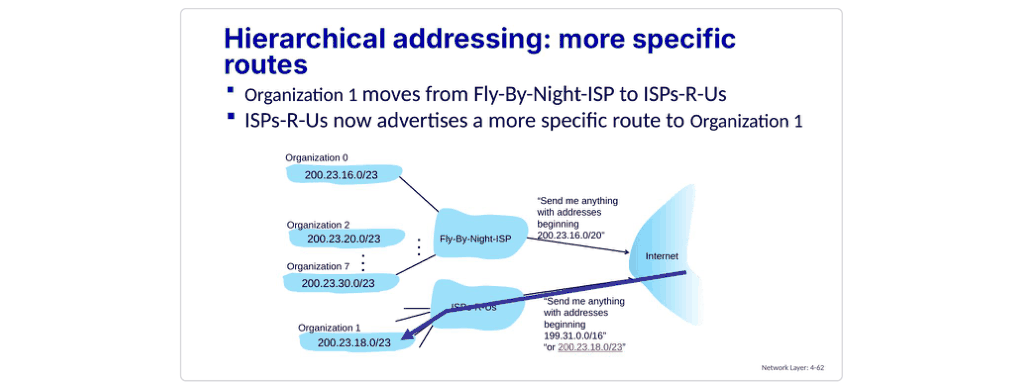 Hierarchical addressing: more specific
routes
Organization 1 moves from Fly-By-Night-ISP to ISPs-R-Us
ISPs-R-Us now advertises a more specific route to Organization 1
Organization 0
200.23.16.0/23
Organization 2
200.23.20.0/23
Organization 7
200.23.30.0/23
Fly-By-Night-ISP
"Send me anything
with addresses
beginning
200.23.16.0/20"
Internet
ISPs-R-Us
Organization 1
200.23.18.0/23
"Send me anything
with addresses
beginning
199.31.0.0/16"
"or 200.23.18.0/23"
Network Layer: 4-62